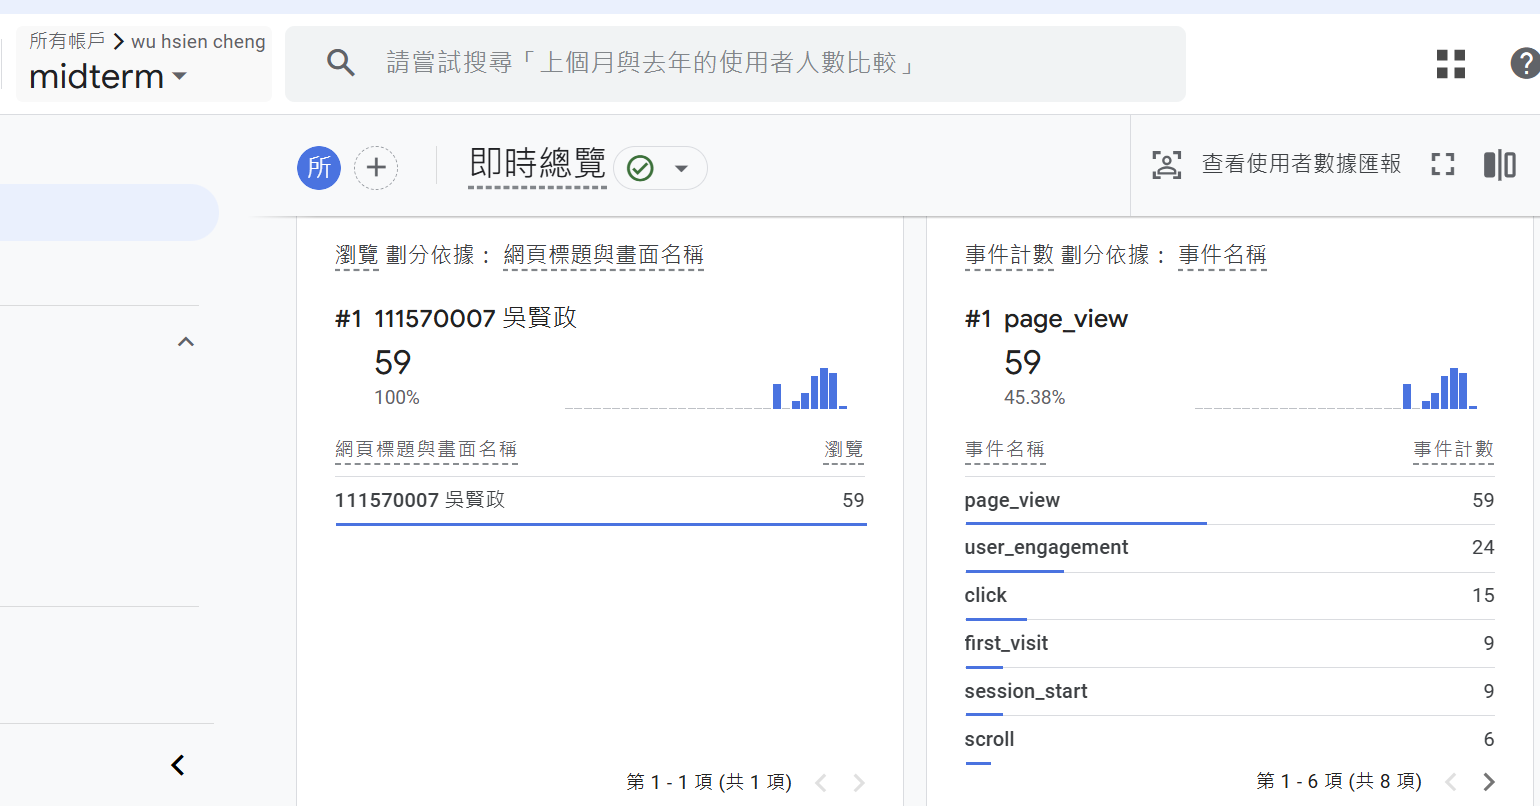 所有帳戶 > wu hsien cheng
midterm
請嘗試搜尋「上個月與去年的使用者人數比較」
所
即時總覽
查看使用者數據匯報
瀏覽 劃分依據： 網頁標題與畫面名稱
#1 111570007 吳賢政
59
100%
網頁標題與畫面名稱 瀏覽
111570007 吳賢政 59
第 1 - 1 項 (共 1 項)
事件計數 劃分依據： 事件名稱
#1 page_view
59
45.38%
事件名稱 事件計數
page_view 59
user_engagement 24
click 15
first_visit 9
session_start 9
scroll 6
第 1 - 6 項 (共 8 項)